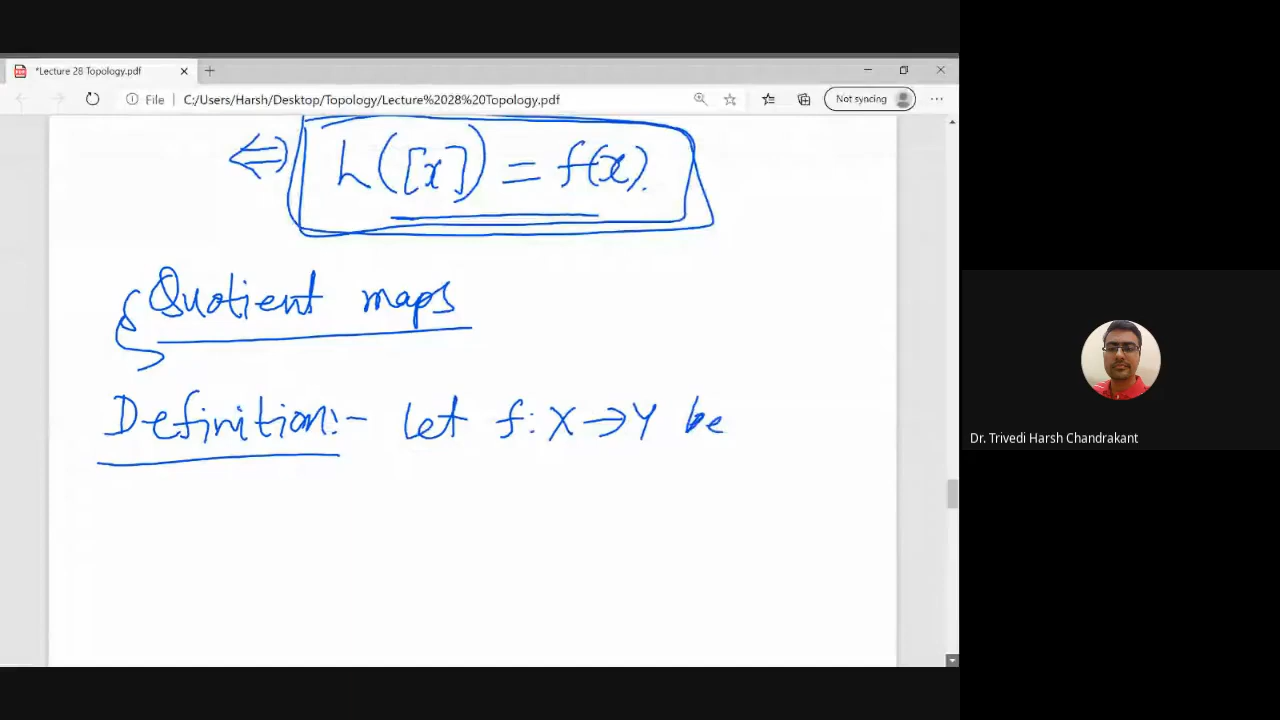 *Lecture 28 Topology.pdf
File | C:/Users/Harsh/Desktop/Topology/Lecture%2028%20Topology.pdf
Not syncing
⇔ h([x]) = f(x).
§ Quotient maps
Definition:- Let f: X → Y be
Dr. Trivedi Harsh Chandrakant